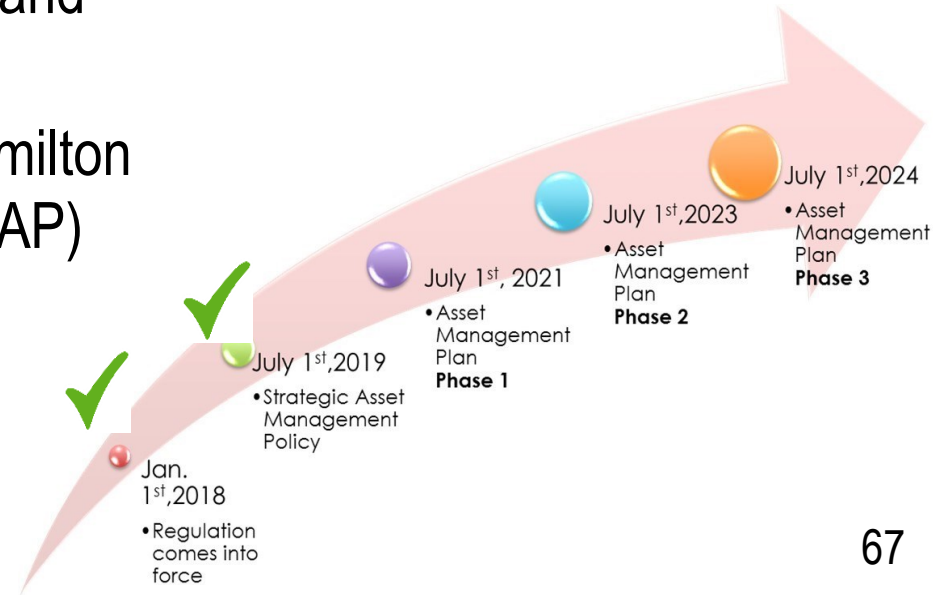 and
milton
AP)
Jan.
1st,2018
•Regulation
comes into
force
July 1st,2019
•Strategic Asset
Management
Policy
July 1st, 2021
•Asset
Management
Plan
Phase 1
July 1st,2023
•Asset
Management
Plan
Phase 2
July 1st,2024
•Asset
Management
Plan
Phase 3
67